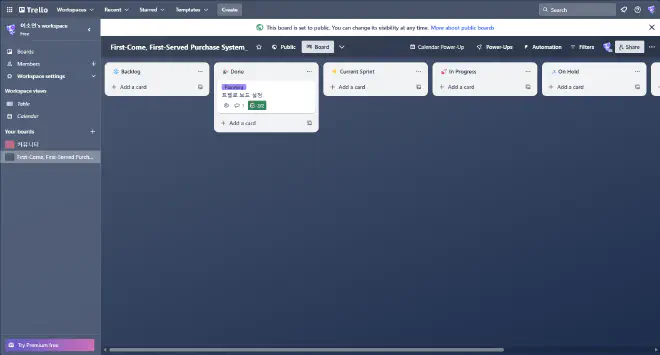 Trello
Workspaces
Recent
Starred
Templates
Create
Search
이소연's workspace
Free
This board is set to public. You can change its visibility at any time. More about public boards
First-Come, First-Served Purchase System_
Public
Board
Calendar Power-Up
Power-Ups
Automation
Filters
Share
Boards
Members
Workspace settings
Workspace views
Table
Calendar
Your boards
커뮤니티
First-Come, First-Served Purch...
Backlog
Add a card
Done
Planning
트렐로 보드 설정
1
2/2
Add a card
Current Sprint
Add a card
In Progress
Add a card
On Hold
Add a card
Try Premium free